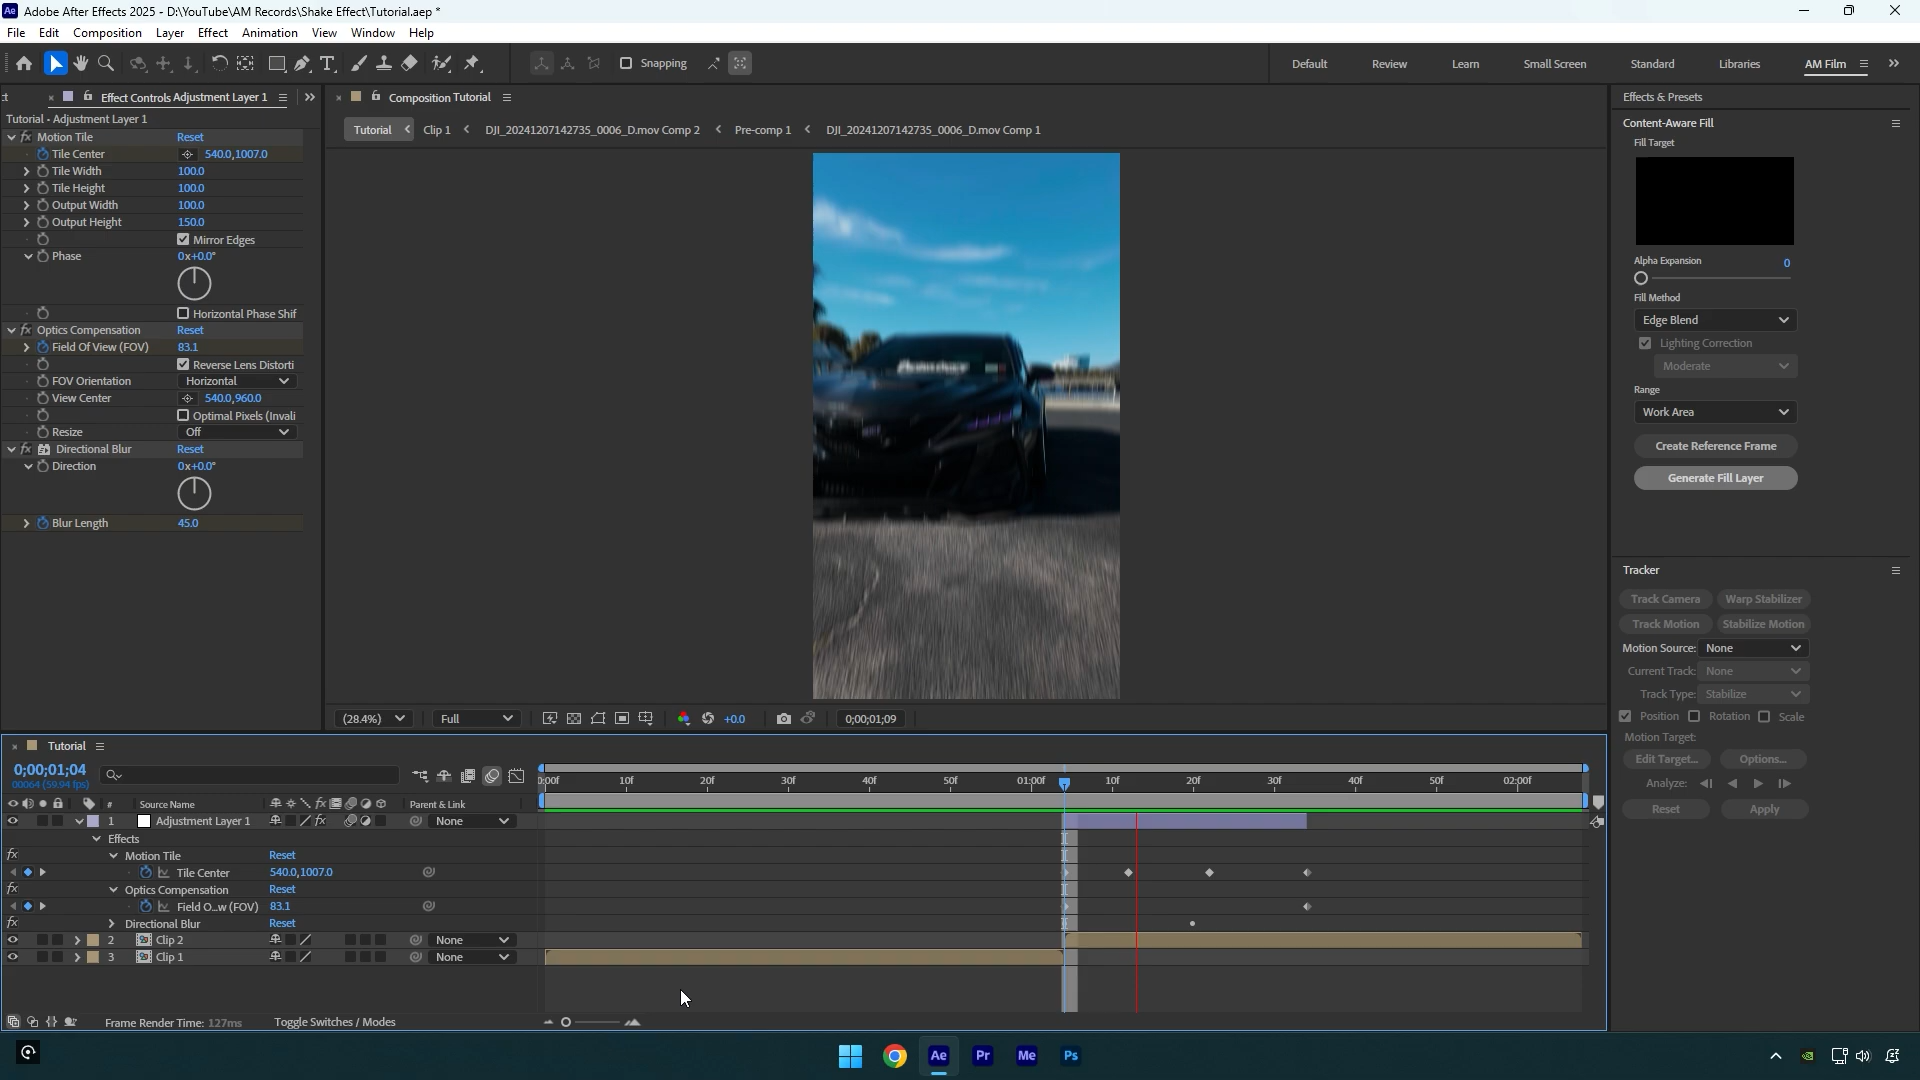 Adobe After Effects 2025 - D:\YouTube\AM Records\Shake Effect\Tutorial.aep *
File Edit Composition Layer Effect Animation View Window Help
Snapping
Default Review Learn Small Screen Standard Libraries AM Film
Effect Controls Adjustment Layer 1
Tutorial • Adjustment Layer 1
Motion Tile Reset
Tile Center 540.0,1007.0
Tile Width 100.0
Tile Height 100.0
Output Width 100.0
Output Height 150.0
Mirror Edges
Phase 0x+0.0°
Horizontal Phase Shif
Optics Compensation Reset
Field Of View (FOV) 83.1
Reverse Lens Distorti
FOV Orientation Horizontal
View Center 540.0,960.0
Optimal Pixels (Invali
Resize Off
Directional Blur Reset
Direction 0x+0.0°
Blur Length 45.0
Composition Tutorial
Tutorial Clip 1 DJI_20241207142735_0006_D.mov Comp 2 Pre-comp 1 DJI_20241207142735_0006_D.mov Comp 1
(28.4%) Full +0.0 0;00;01;09
Effects & Presets
Content-Aware Fill
Fill Target
Alpha Expansion 0
Fill Method
Edge Blend
Lighting Correction
Moderate
Range
Work Area
Create Reference Frame
Generate Fill Layer
Tracker
Track Camera Warp Stabilizer
Track Motion Stabilize Motion
Motion Source: None
Current Track: None
Track Type: Stabilize
Position Rotation Scale
Motion Target:
Edit Target... Options...
Analyze:
Reset Apply
Tutorial
0;00;01;04
00064 (59.94 fps)
0:00f 10f 20f 30f 40f 50f 01:00f 10f 20f 30f 40f 50f 02:00f
# Source Name Parent & Link
1 Adjustment Layer 1 None
Effects
Motion Tile Reset
Tile Center 540.0,1007.0
Optics Compensation Reset
Field O...w (FOV) 83.1
Directional Blur Reset
2 Clip 2 None
3 Clip 1 None
Frame Render Time: 127ms Toggle Switches / Modes
Ae Pr Me Ps